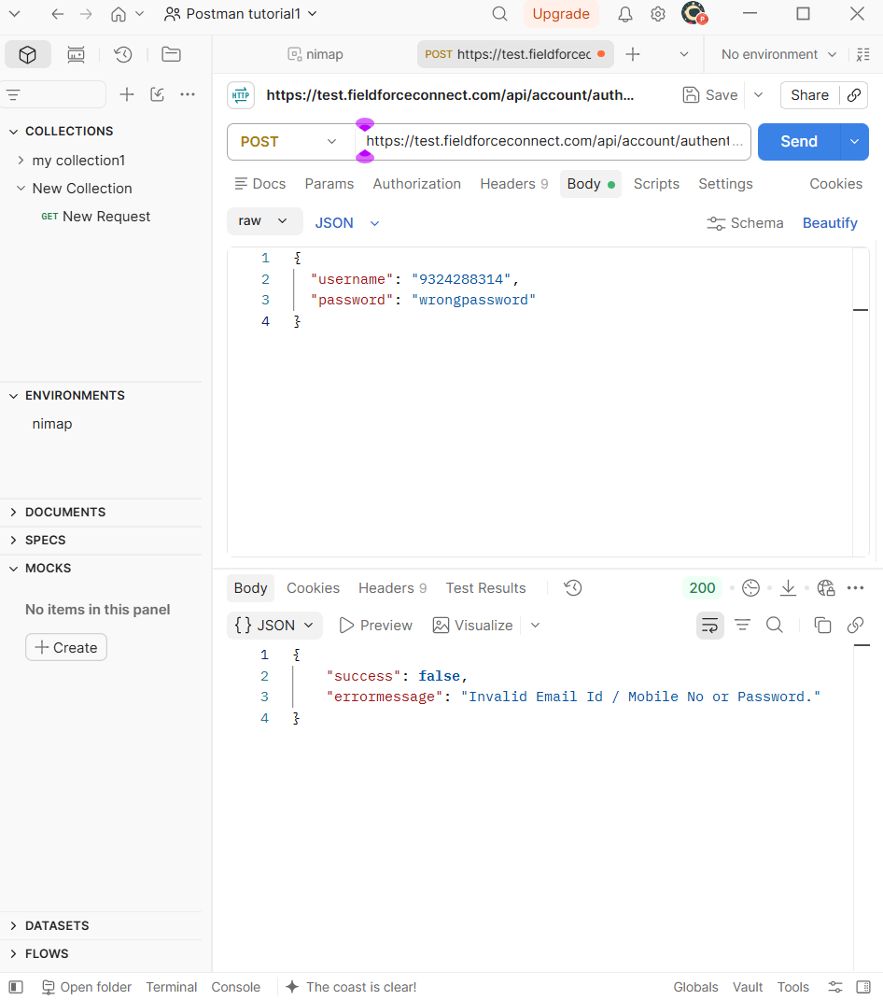 Postman tutorial1
Upgrade
P
nimap
POST https://test.fieldforcec
No environment
COLLECTIONS
my collection1
New Collection
GET New Request
ENVIRONMENTS
nimap
DOCUMENTS
SPECS
MOCKS
No items in this panel
Create
DATASETS
FLOWS
HTTP
https://test.fieldforceconnect.com/api/account/auth...
Save
Share
POST
https://test.fieldforceconnect.com/api/account/authent...
Send
Docs Params Authorization Headers 9 Body Scripts Settings Cookies
raw JSON Schema Beautify
1 {
2 "username": "9324288314",
3 "password": "wrongpassword"
4 }
Body Cookies Headers 9 Test Results 200
{} JSON Preview Visualize
1 {
2 "success": false,
3 "errormessage": "Invalid Email Id / Mobile No or Password."
4 }
Open folder Terminal Console The coast is clear! Globals Vault Tools